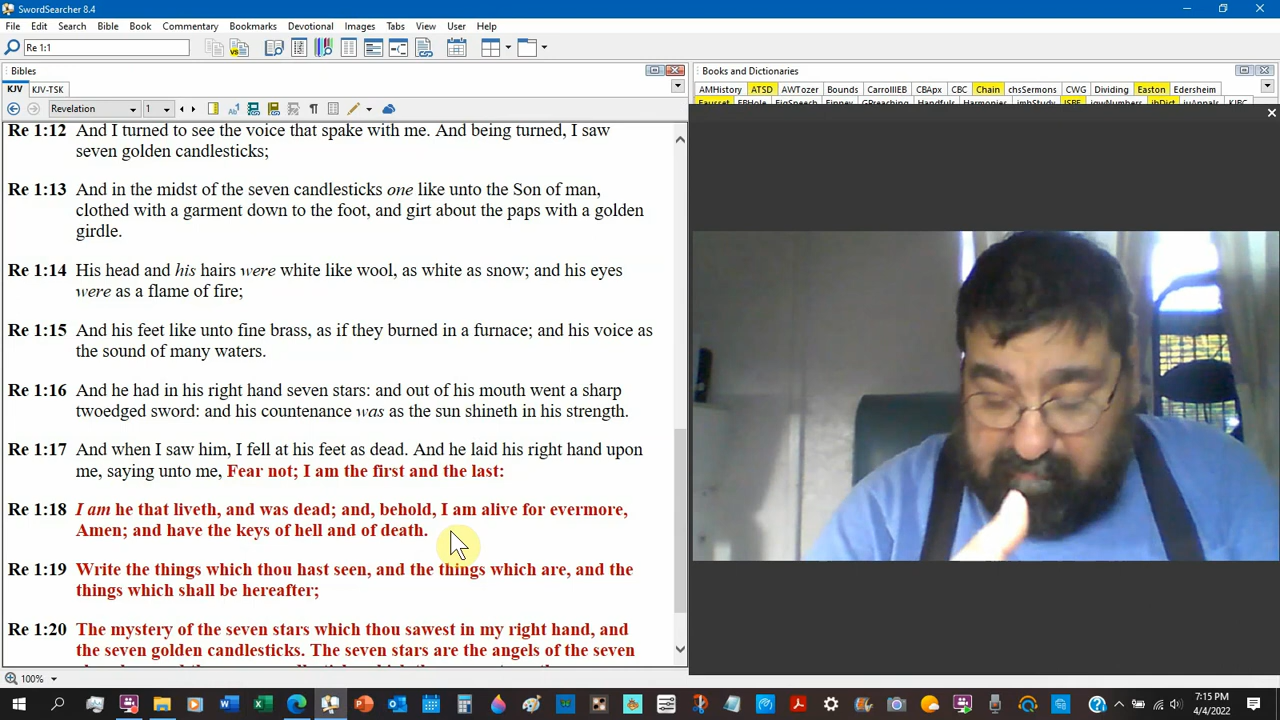 SwordSearcher 8.4
File Edit Search Bible Book Commentary Bookmarks Devotional Images Tabs View User Help
Re 1:1
Bibles
KJV KJV-TSK
Revelation 1
Re 1:12 And I turned to see the voice that spake with me. And being turned, I saw
seven golden candlesticks;
Re 1:13 And in the midst of the seven candlesticks one like unto the Son of man,
clothed with a garment down to the foot, and girt about the paps with a golden
girdle.
Re 1:14 His head and his hairs were white like wool, as white as snow; and his eyes
were as a flame of fire;
Re 1:15 And his feet like unto fine brass, as if they burned in a furnace; and his voice as
the sound of many waters.
Re 1:16 And he had in his right hand seven stars: and out of his mouth went a sharp
twoedged sword: and his countenance was as the sun shineth in his strength.
Re 1:17 And when I saw him, I fell at his feet as dead. And he laid his right hand upon
me, saying unto me, Fear not; I am the first and the last:
Re 1:18 I am he that liveth, and was dead; and, behold, I am alive for evermore,
Amen; and have the keys of hell and of death.
Re 1:19 Write the things which thou hast seen, and the things which are, and the
things which shall be hereafter;
Re 1:20 The mystery of the seven stars which thou sawest in my right hand, and
the seven golden candlesticks. The seven stars are the angels of the seven
100%
Books and Dictionaries
AMHistory ATSD AWTozer Bounds CarrollIEB CBApx CBC Chain chsSermons CWG Dividing Easton Edersheim
7:15 PM
4/4/2022